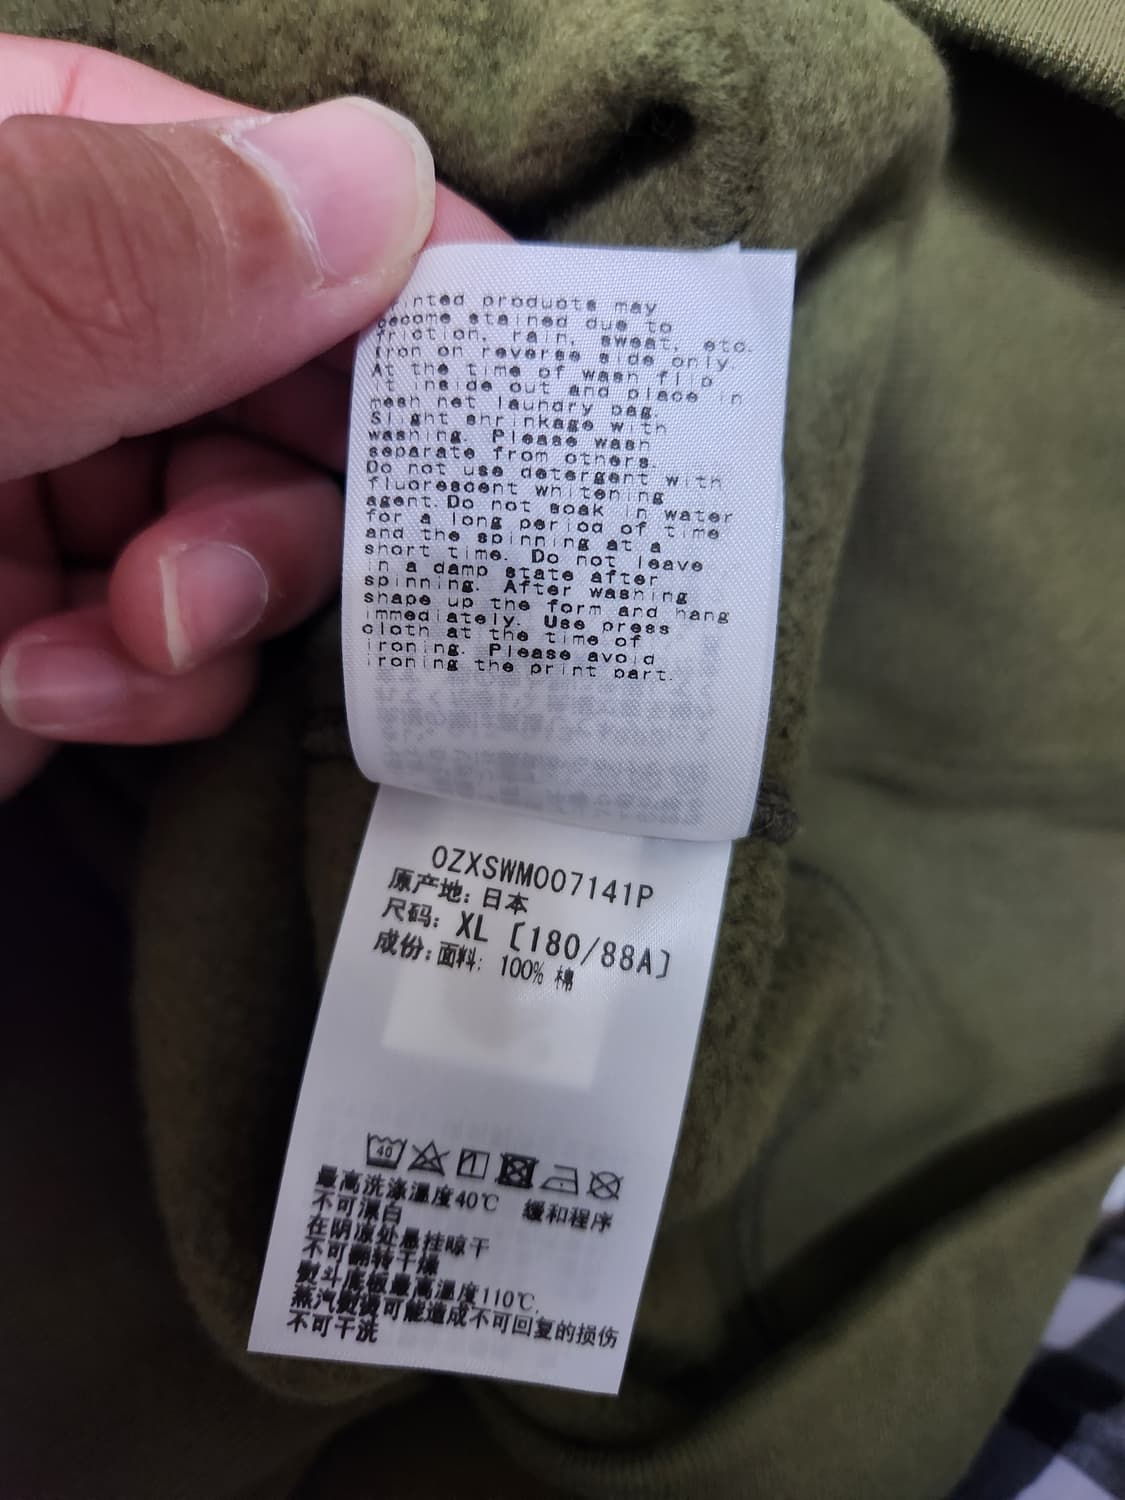 inted products may
become stained due to
friction, rain, sweat, etc.
Iron on reverse side only.
At the time of wash flip
it inside out and place in
mesh net laundry bag.
Slight shrinkage with
washing. Please wash
separate from others.
Do not use detergent with
fluorescent whitening
agent. Do not soak in water
for a long period of time
and the spinning at a
short time. Do not leave
in a damp state after
spinning. After washing
shape up the form and hang
immediately. Use press
cloth at the time of
ironing. Please avoid
ironing the print part.
OZXSWM007141P
原产地: 日本
尺码: XL [180/88A]
成份: 面料: 100% 棉
40
最高洗涤温度40℃ 缓和程序
不可漂白
在阴凉处悬挂晾干
不可翻转干燥
熨斗底板最高温度110℃,
蒸汽熨烫可能造成不可回复的损伤
不可干洗